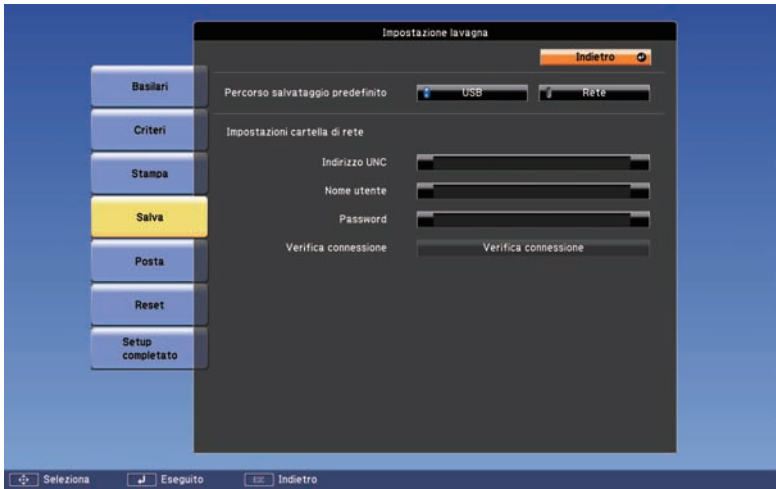 Impostazione lavagna
Indietro
Basilari
Percorso salvataggio predefinito USB Rete
Criteri
Impostazioni cartella di rete
Indirizzo UNC
Stampa
Nome utente
Salva
Password
Verifica connessione Verifica connessione
Posta
Reset
Setup
completato
Seleziona Eseguito Esc Indietro